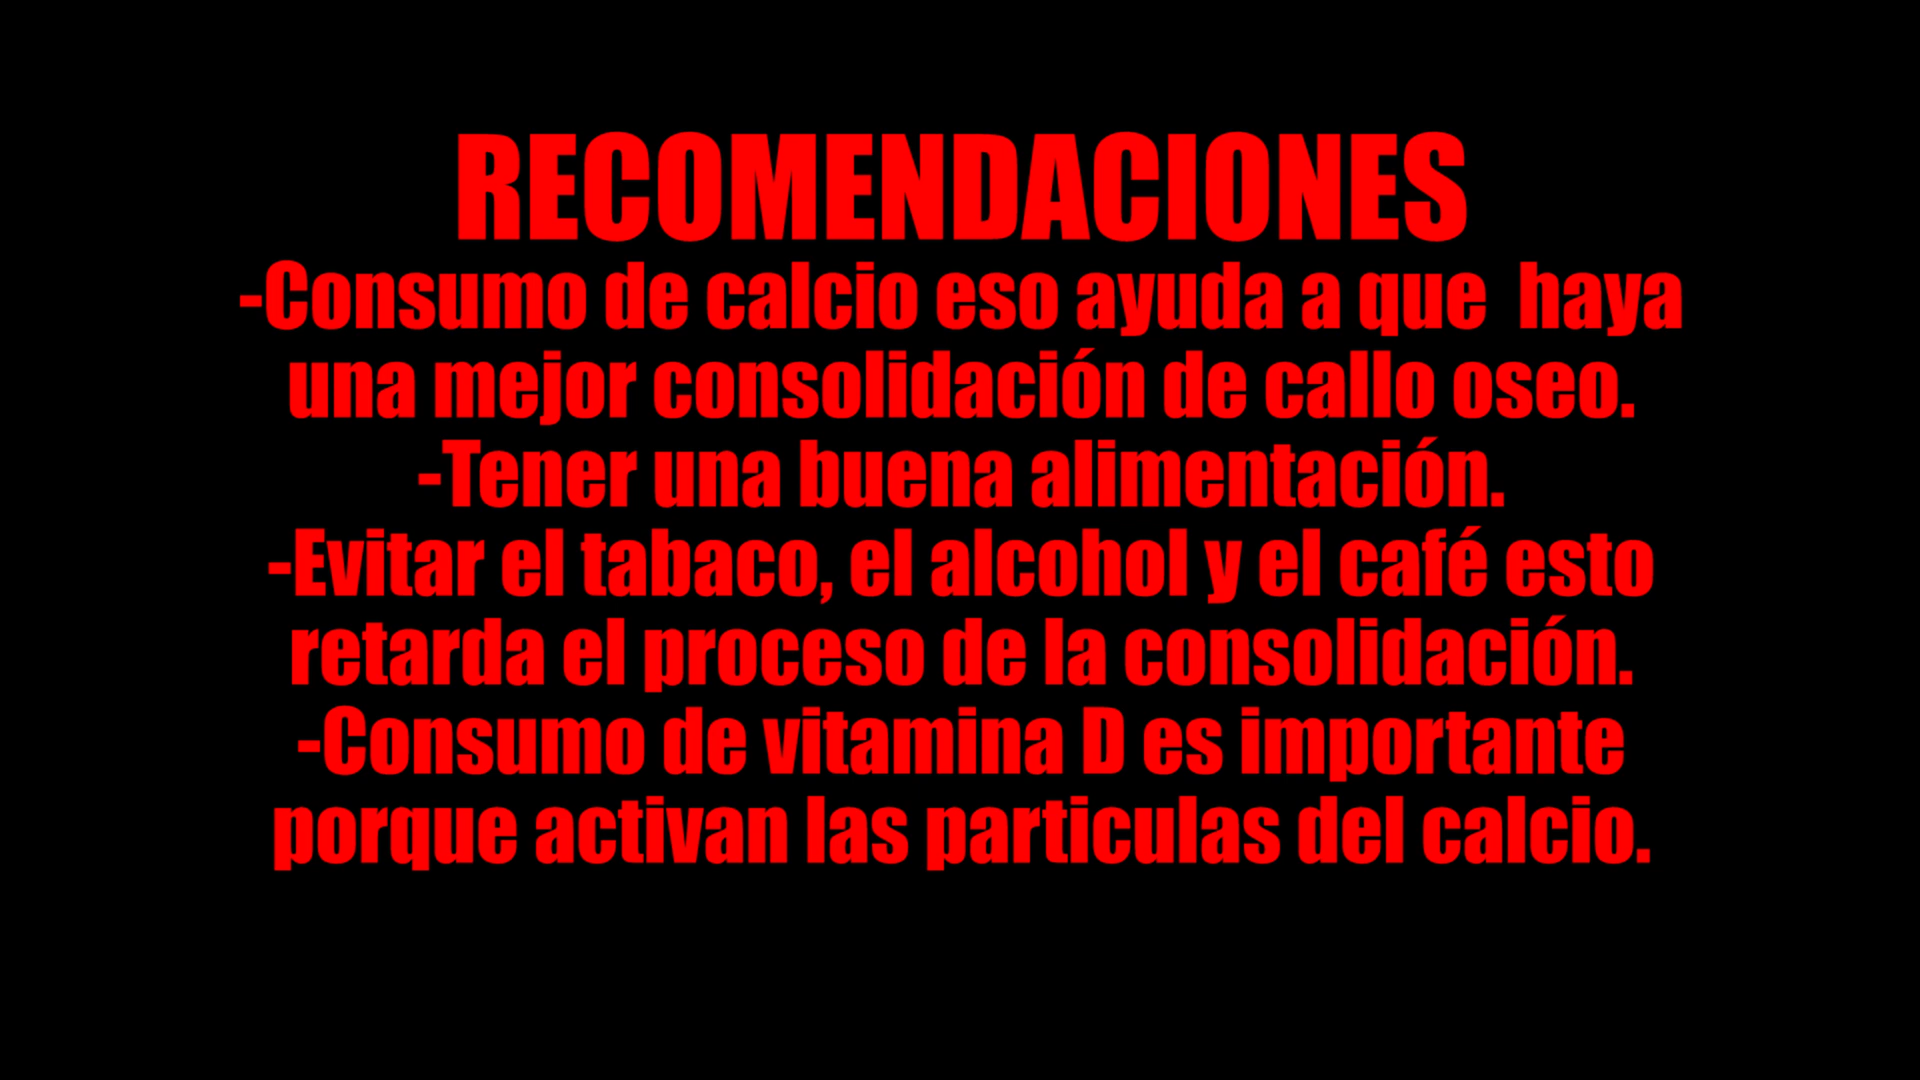 RECOMENDACIONES
-Consumo de calcio eso ayuda a que  haya
una mejor consolidación de callo oseo.
-Tener una buena alimentación.
-Evitar el tabaco, el alcohol y el café esto
retarda el proceso de la consolidación.
-Consumo de vitamina D es importante
porque activan las particulas del calcio.